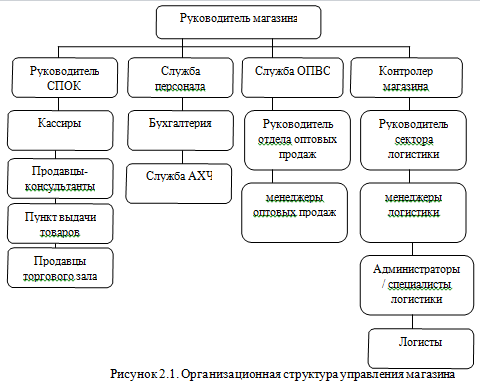 Руководитель магазина
Руководитель
СПОК
Служба
персонала
Служба ОПВС
Контролер
магазина
Кассиры
Бухгалтерия
Руководитель
отдела оптовых
продаж
Руководитель
сектора
логистики
Продавцы-
консультанты
Служба АХЧ
менеджеры
оптовых продаж
менеджеры
логистики
Пункт выдачи
товаров
Продавцы
торгового зала
Администраторы
/ специалисты
логистики
Логисты
Рисунок 2.1. Организационная структура управления магазина